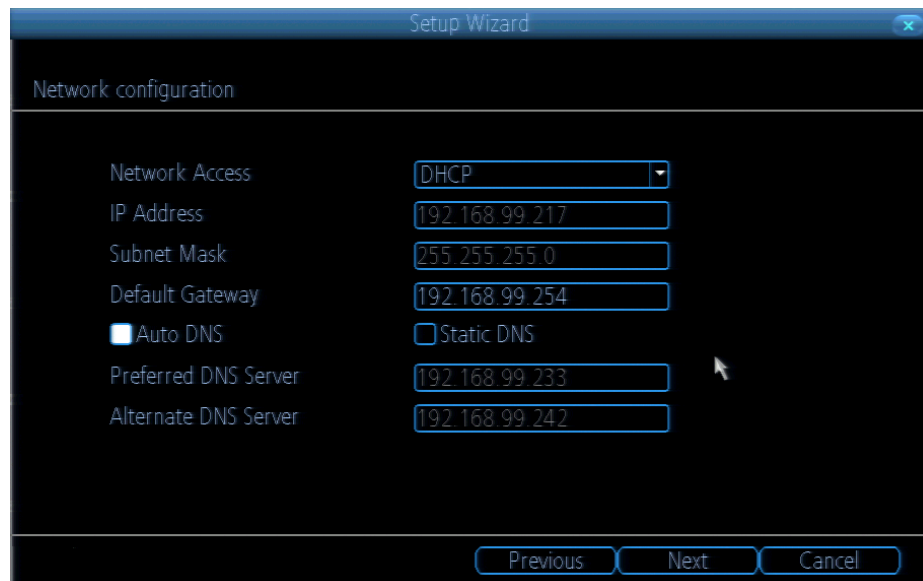 Setup Wizard
Network configuration
Network Access DHCP
IP Address 192.168.99.217
Subnet Mask 255.255.255.0
Default Gateway 192.168.99.254
Auto DNS Static DNS
Preferred DNS Server 192.168.99.233
Alternate DNS Server 192.168.99.242
Previous Next Cancel